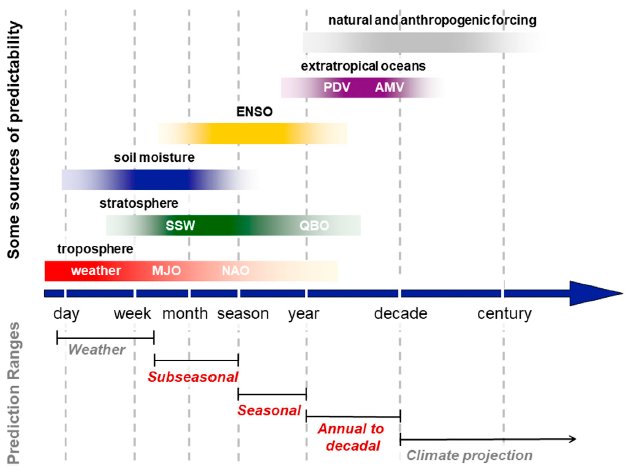 Some sources of predictability
natural and anthropogenic forcing
extratropical oceans
PDV AMV
ENSO
soil moisture
stratosphere
SSW QBO
troposphere
weather MJO NAO
day week month season year decade century
Prediction Ranges
Weather
Subseasonal
Seasonal
Annual to
decadal
Climate projection